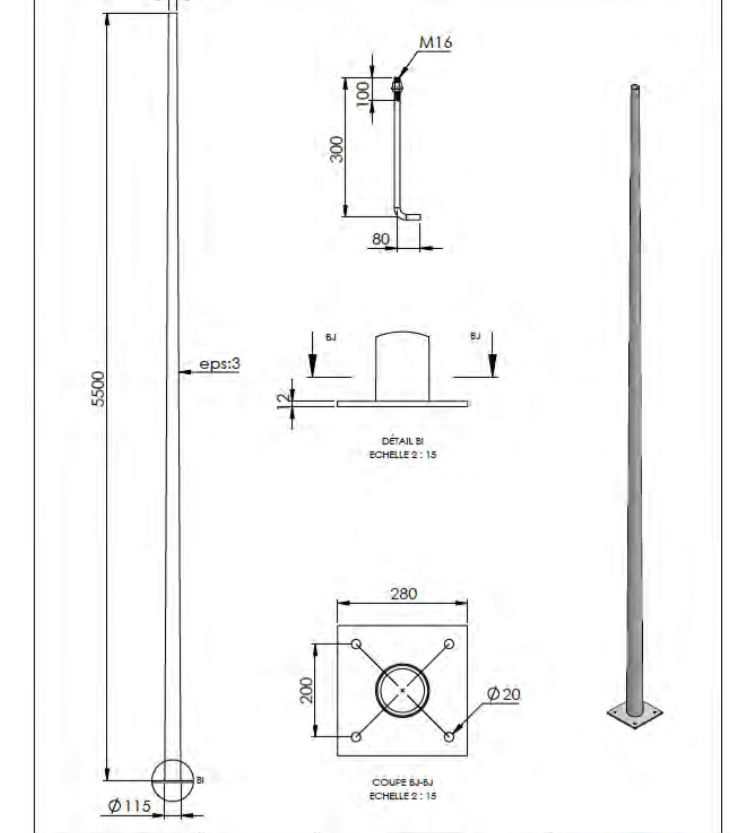 M16
100
300
80
5500
eps:3
BJ
BJ
12
DÉTAIL BI
ECHELLE 2 : 15
280
200
Ø20
BI
Ø115
COUPE BJ-BJ
ECHELLE 2 : 15